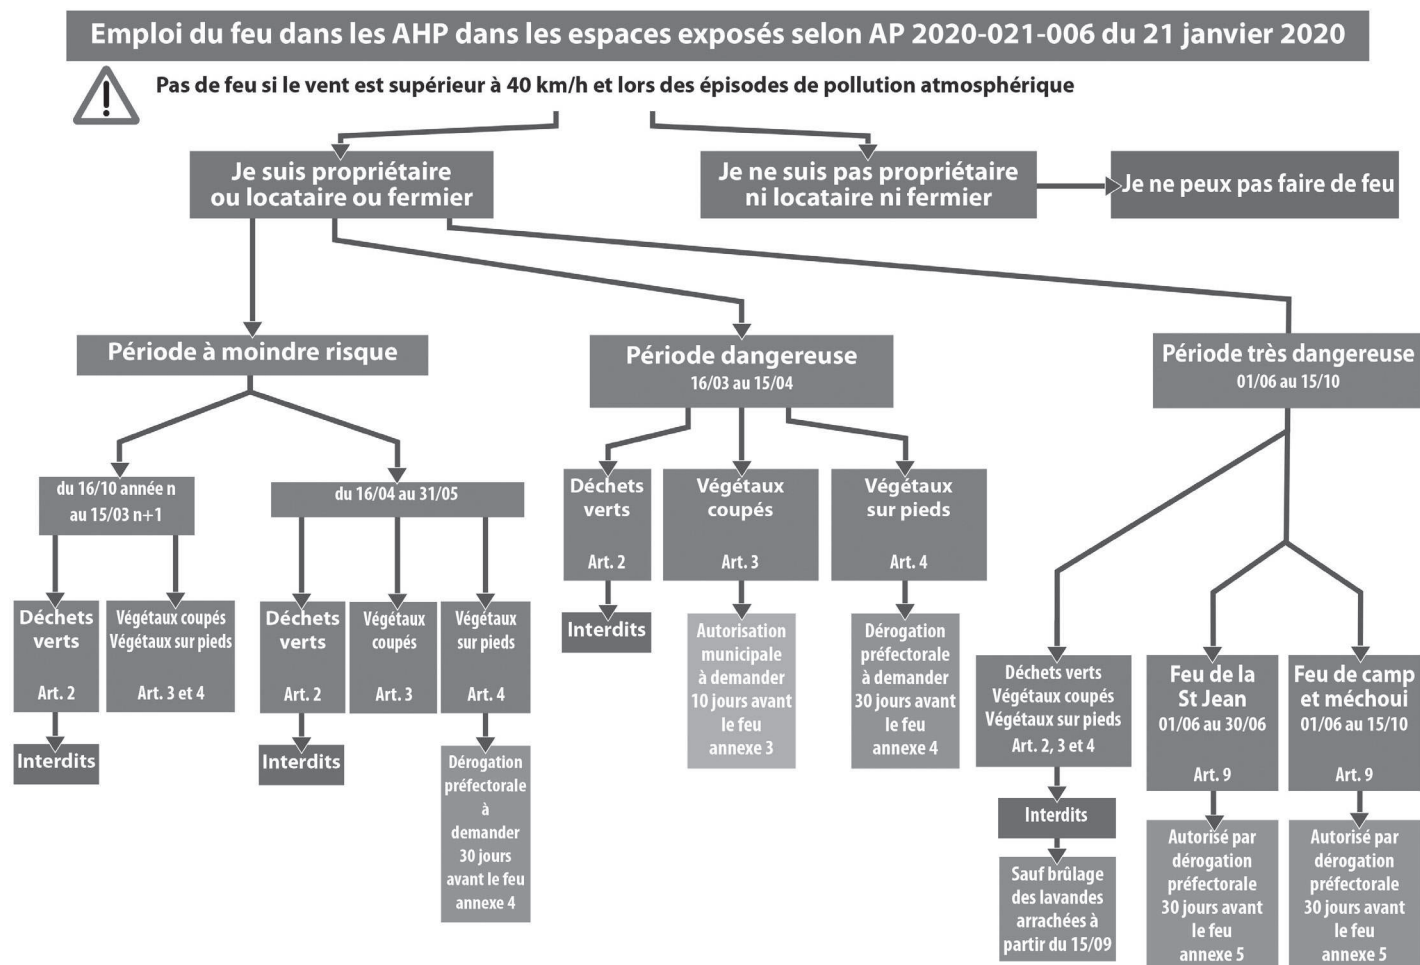 Emploi du feu dans les AHP dans les espaces exposés selon AP 2020-021-006 du 21 janvier 2020
Pas de feu si le vent est supérieur à 40 km/h et lors des épisodes de pollution atmosphérique
Je suis propriétaire
ou locataire ou fermier
Je ne suis pas propriétaire
ni locataire ni fermier
Je ne peux pas faire de feu
Période à moindre risque
Période dangereuse
16/03 au 15/04
Période très dangereuse
01/06 au 15/10
du 16/10 année n
au 15/03 n+1
du 16/04 au 31/05
Déchets
verts
Art. 2
Interdits
Végétaux coupés
Végétaux sur pieds
Art. 3 et 4
Déchets
verts
Art. 2
Interdits
Végétaux
coupés
Art. 3
Végétaux
sur pieds
Art. 4
Dérogation
préfectorale
à
demander
30 jours
avant le feu
annexe 4
Déchets
verts
Art. 2
Interdits
Végétaux
coupés
Art. 3
Autorisation
municipale
à demander
10 jours avant
le feu
annexe 3
Végétaux
sur pieds
Art. 4
Dérogation
préfectorale
à demander
30 jours avant
le feu
annexe 4
Déchets verts
Végétaux coupés
Végétaux sur pieds
Art. 2, 3 et 4
Interdits
Sauf brûlage
des lavandes
arrachées à
partir du 15/09
Feu de la
St Jean
01/06 au 30/06
Art. 9
Autorisé par
dérogation
préfectorale
30 jours avant
le feu
annexe 5
Feu de camp
et méchoui
01/06 au 15/10
Art. 9
Autorisé par
dérogation
préfectorale
30 jours avant
le feu
annexe 5